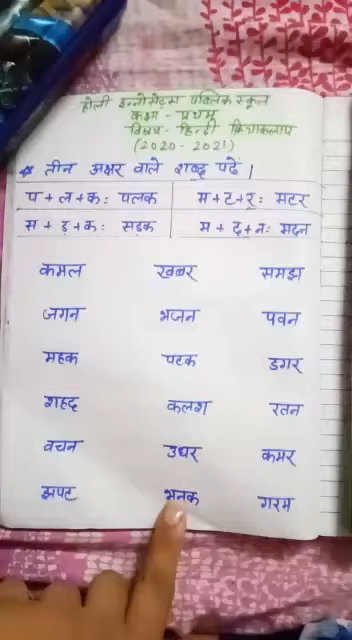 होली इन्नोसेंट्स पब्लिक स्कूल
कक्षा - प्रथम
विषय - हिन्दी क्रियाकलाप
(2020 - 2021)
* तीन अक्षर वाले शब्द पढें |
प + ल + क : पलक म + ट + र : मटर
स + ड़ + क : सड़क म + द + न : मदन
कमल खबर समझ
जगन भजन पवन
महक पटक डगर
शहद कलश रतन
वचन उधर कमर
झपट भनक गरम